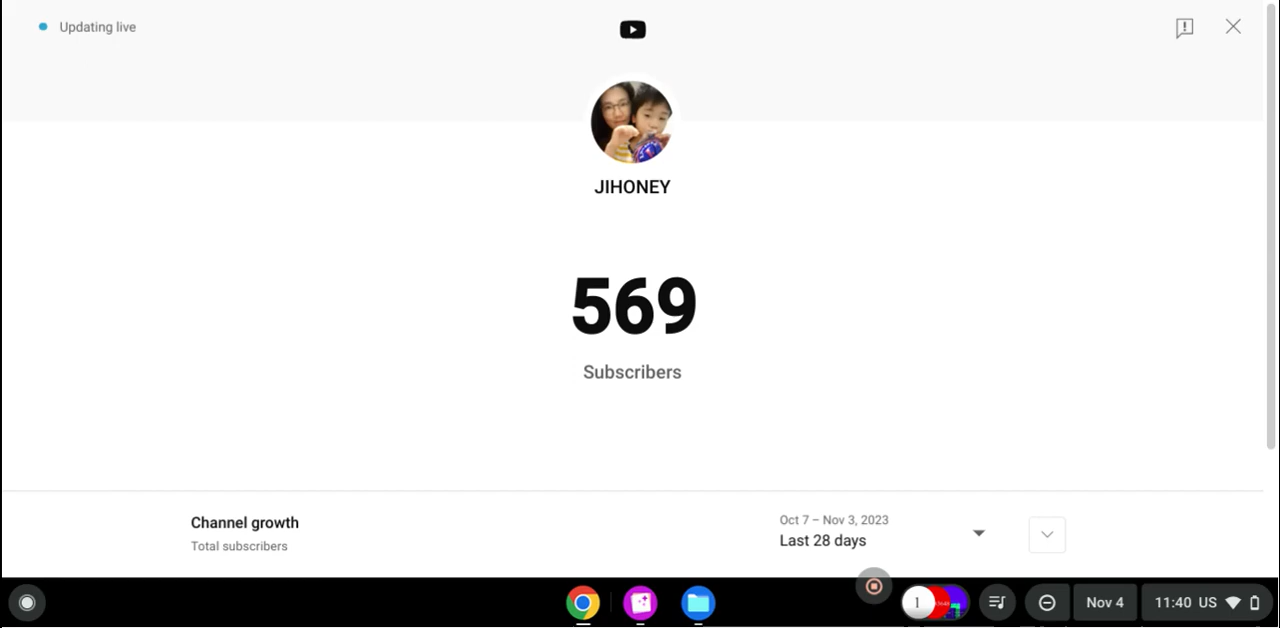 Updating live
JIHONEY
569
Subscribers
Channel growth
Total subscribers
Oct 7 – Nov 3, 2023
Last 28 days
1
Nov 4
11:40 US